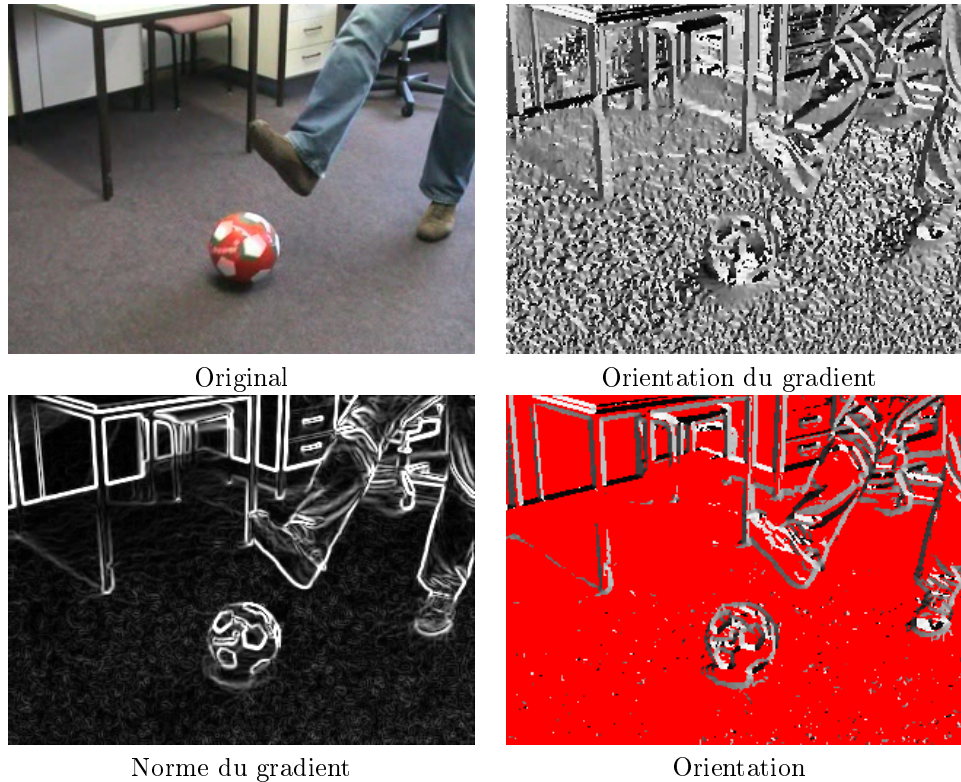 Original
Orientation du gradient
Norme du gradient
Orientation